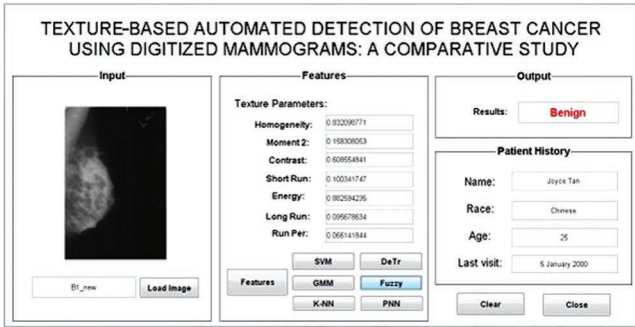 TEXTURE-BASED AUTOMATED DETECTION OF BREAST CANCER
USING DIGITIZED MAMMOGRAMS: A COMPARATIVE STUDY
Input
B1_new
Load Image
Features
Texture Parameters:
Homogeneity: 0.832098771
Moment 2: 0.158308053
Contrast: 0.608554841
Short Run: 0.100341747
Energy: 0.882594235
Long Run: 0.095678634
Run Per: 0.066141844
Features
SVM
DeTr
GMM
Fuzzy
K-NN
PNN
Output
Results: Benign
Patient History
Name: Joyce Tan
Race: Chinese
Age: 25
Last visit: 5 January 2000
Clear
Close